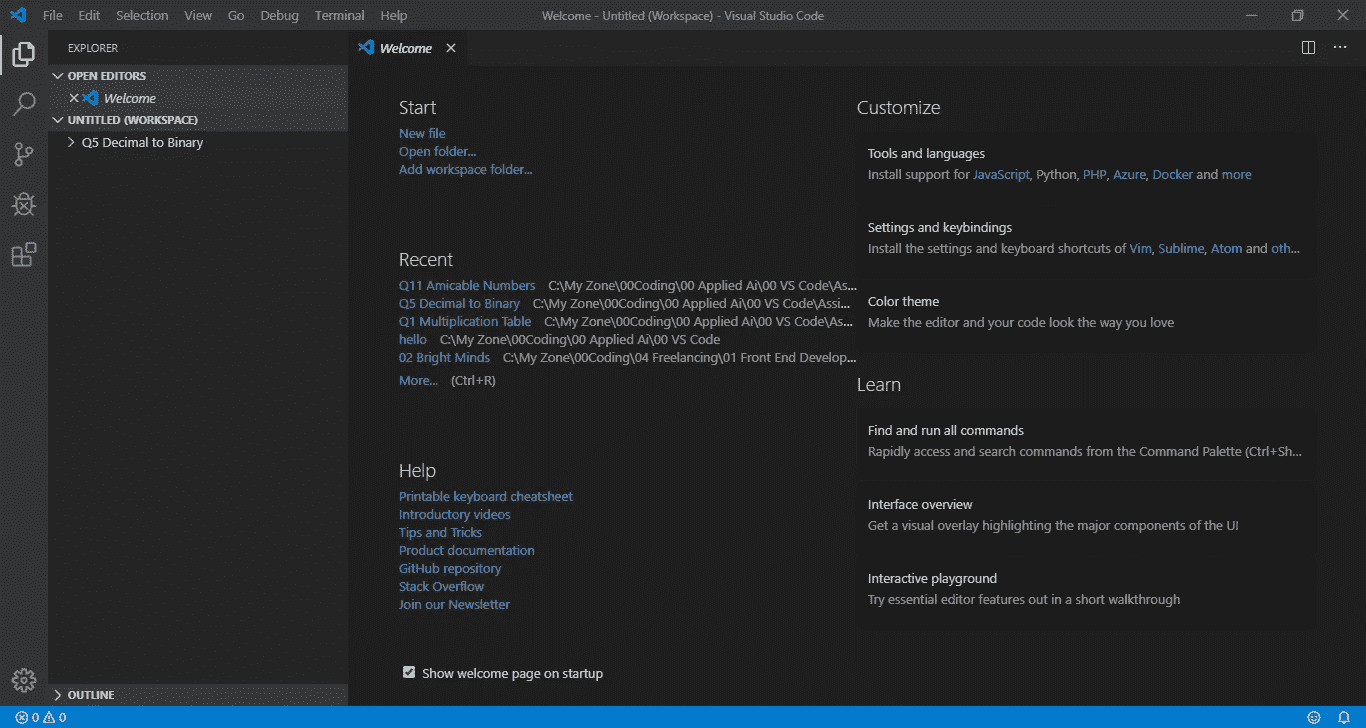 File Edit Selection View Go Debug Terminal Help Welcome - Untitled (Workspace) - Visual Studio Code
EXPLORER
OPEN EDITORS
Welcome
UNTITLED (WORKSPACE)
Q5 Decimal to Binary
OUTLINE
Welcome
Start
New file
Open folder...
Add workspace folder...
Recent
Q11 Amicable Numbers C:\My Zone\00Coding\00 Applied Ai\00 VS Code\As...
Q5 Decimal to Binary C:\My Zone\00Coding\00 Applied Ai\00 VS Code\Assi...
Q1 Multiplication Table C:\My Zone\00Coding\00 Applied Ai\00 VS Code\As...
hello C:\My Zone\00Coding\00 Applied Ai\00 VS Code
02 Bright Minds C:\My Zone\00Coding\04 Freelancing\01 Front End Develop...
More... (Ctrl+R)
Help
Printable keyboard cheatsheet
Introductory videos
Tips and Tricks
Product documentation
GitHub repository
Stack Overflow
Join our Newsletter
Show welcome page on startup
Customize
Tools and languages
Install support for JavaScript, Python, PHP, Azure, Docker and more
Settings and keybindings
Install the settings and keyboard shortcuts of Vim, Sublime, Atom and oth...
Color theme
Make the editor and your code look the way you love
Learn
Find and run all commands
Rapidly access and search commands from the Command Palette (Ctrl+Sh...
Interface overview
Get a visual overlay highlighting the major components of the UI
Interactive playground
Try essential editor features out in a short walkthrough
0 0